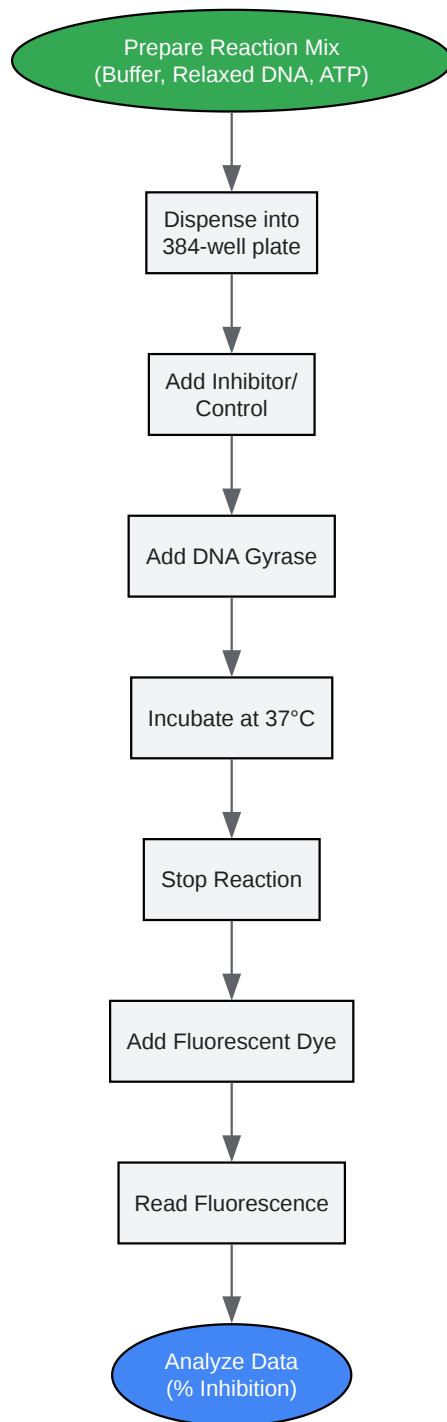 Prepare Reaction Mix
(Buffer, Relaxed DNA, ATP)
Dispense into
384-well plate
Add Inhibitor/
Control
Add DNA Gyrase
Incubate at 37°C
Stop Reaction
Add Fluorescent Dye
Read Fluorescence
Analyze Data
(% Inhibition)